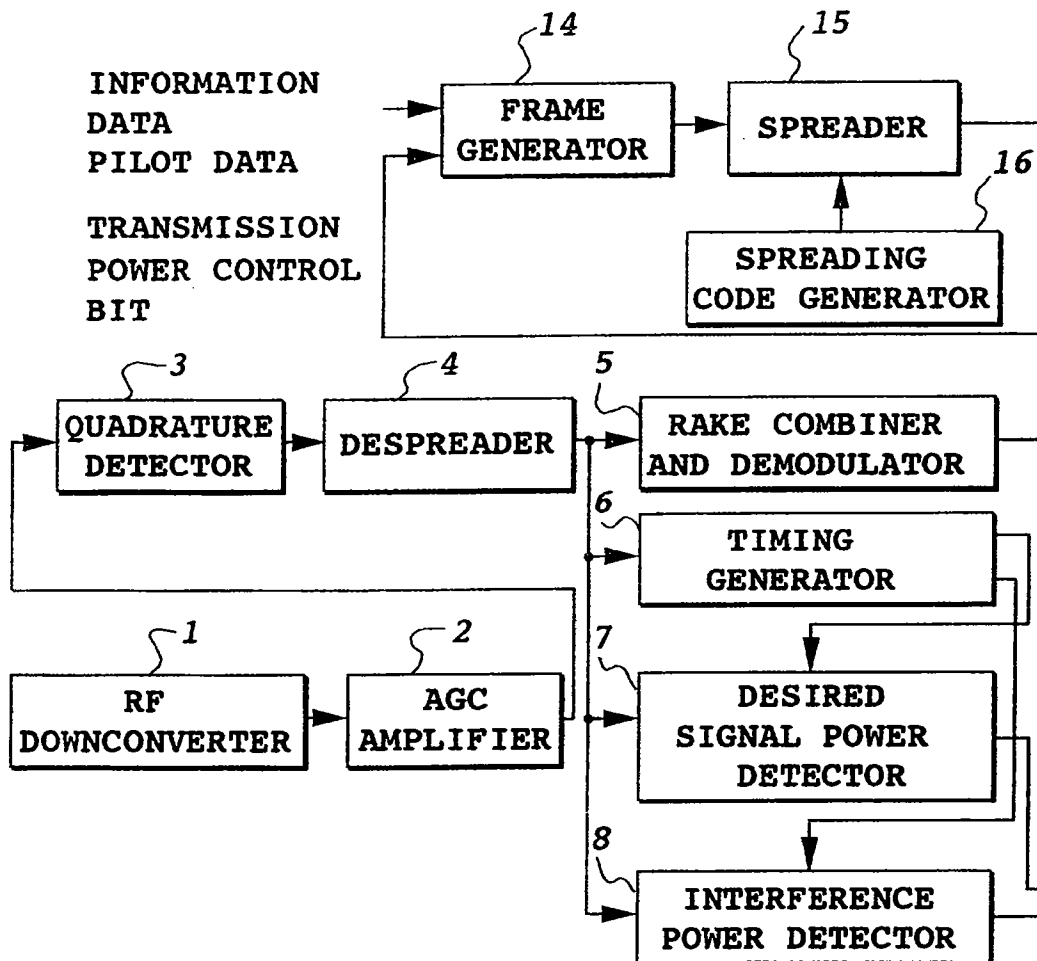 14
15
INFORMATION
DATA
PILOT DATA
FRAME
GENERATOR
SPREADER
16
TRANSMISSION
POWER CONTROL
BIT
SPREADING
CODE GENERATOR
3
4
5
QUADRATURE
DETECTOR
DESPREADER
RAKE COMBINER
AND DEMODULATOR
6
TIMING
GENERATOR
1
2
7
RF
DOWNCONVERTER
AGC
AMPLIFIER
DESIRED
SIGNAL POWER
DETECTOR
8
INTERFERENCE
POWER DETECTOR